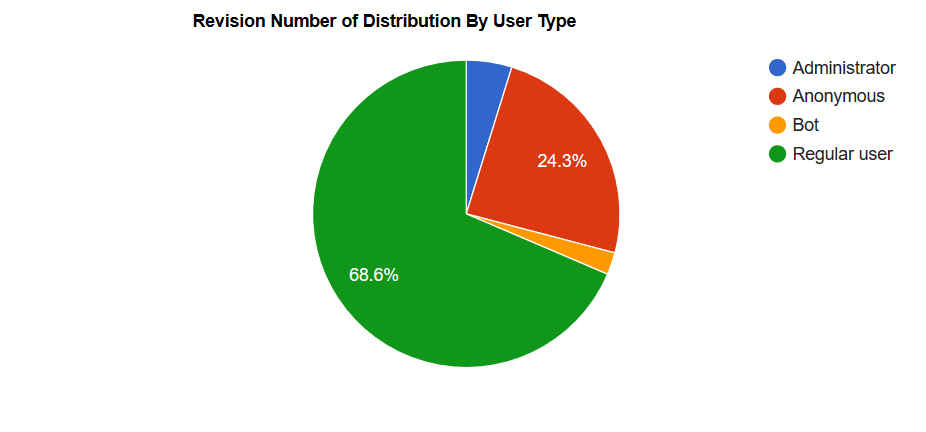 Revision Number of Distribution By User Type
Administrator
Anonymous
Bot
Regular user
24.3%
68.6%